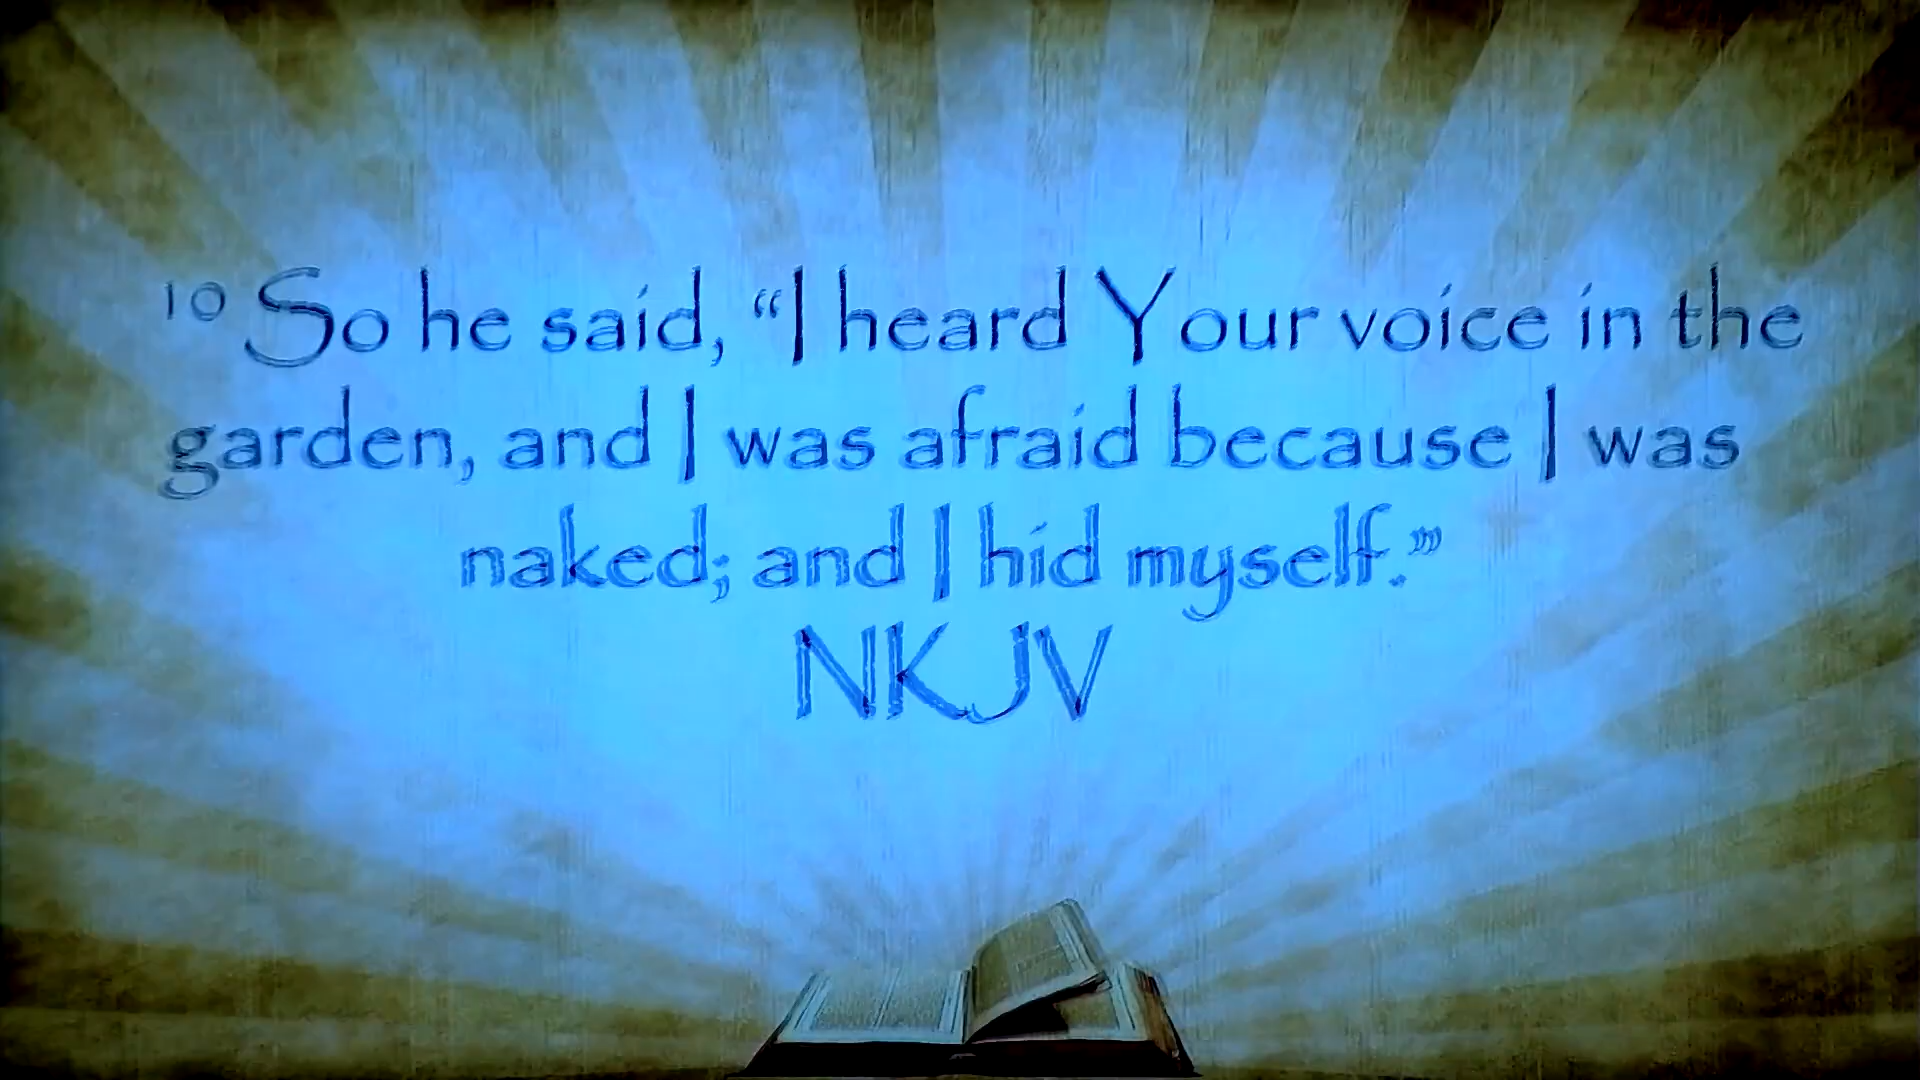 ¹⁰ So he said, “I heard Your voice in the
garden, and I was afraid because I was
naked; and I hid myself.”
NKJV